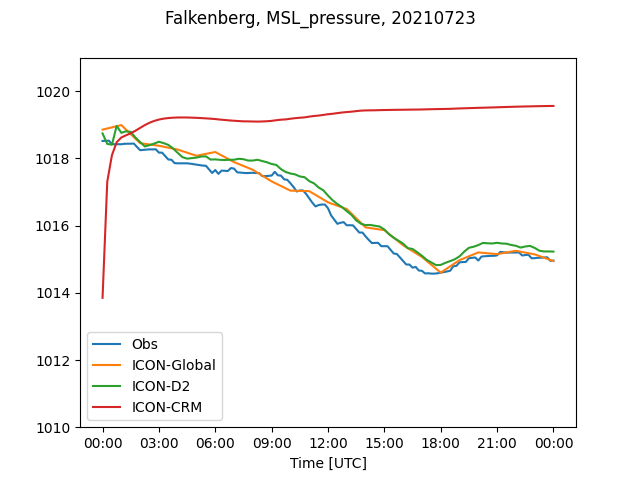 Falkenberg, MSL_pressure, 20210723
1020
1018
1016
1014
1012
1010
Obs
ICON-Global
ICON-D2
ICON-CRM
00:00 03:00 06:00 09:00 12:00 15:00 18:00 21:00 00:00
Time [UTC]